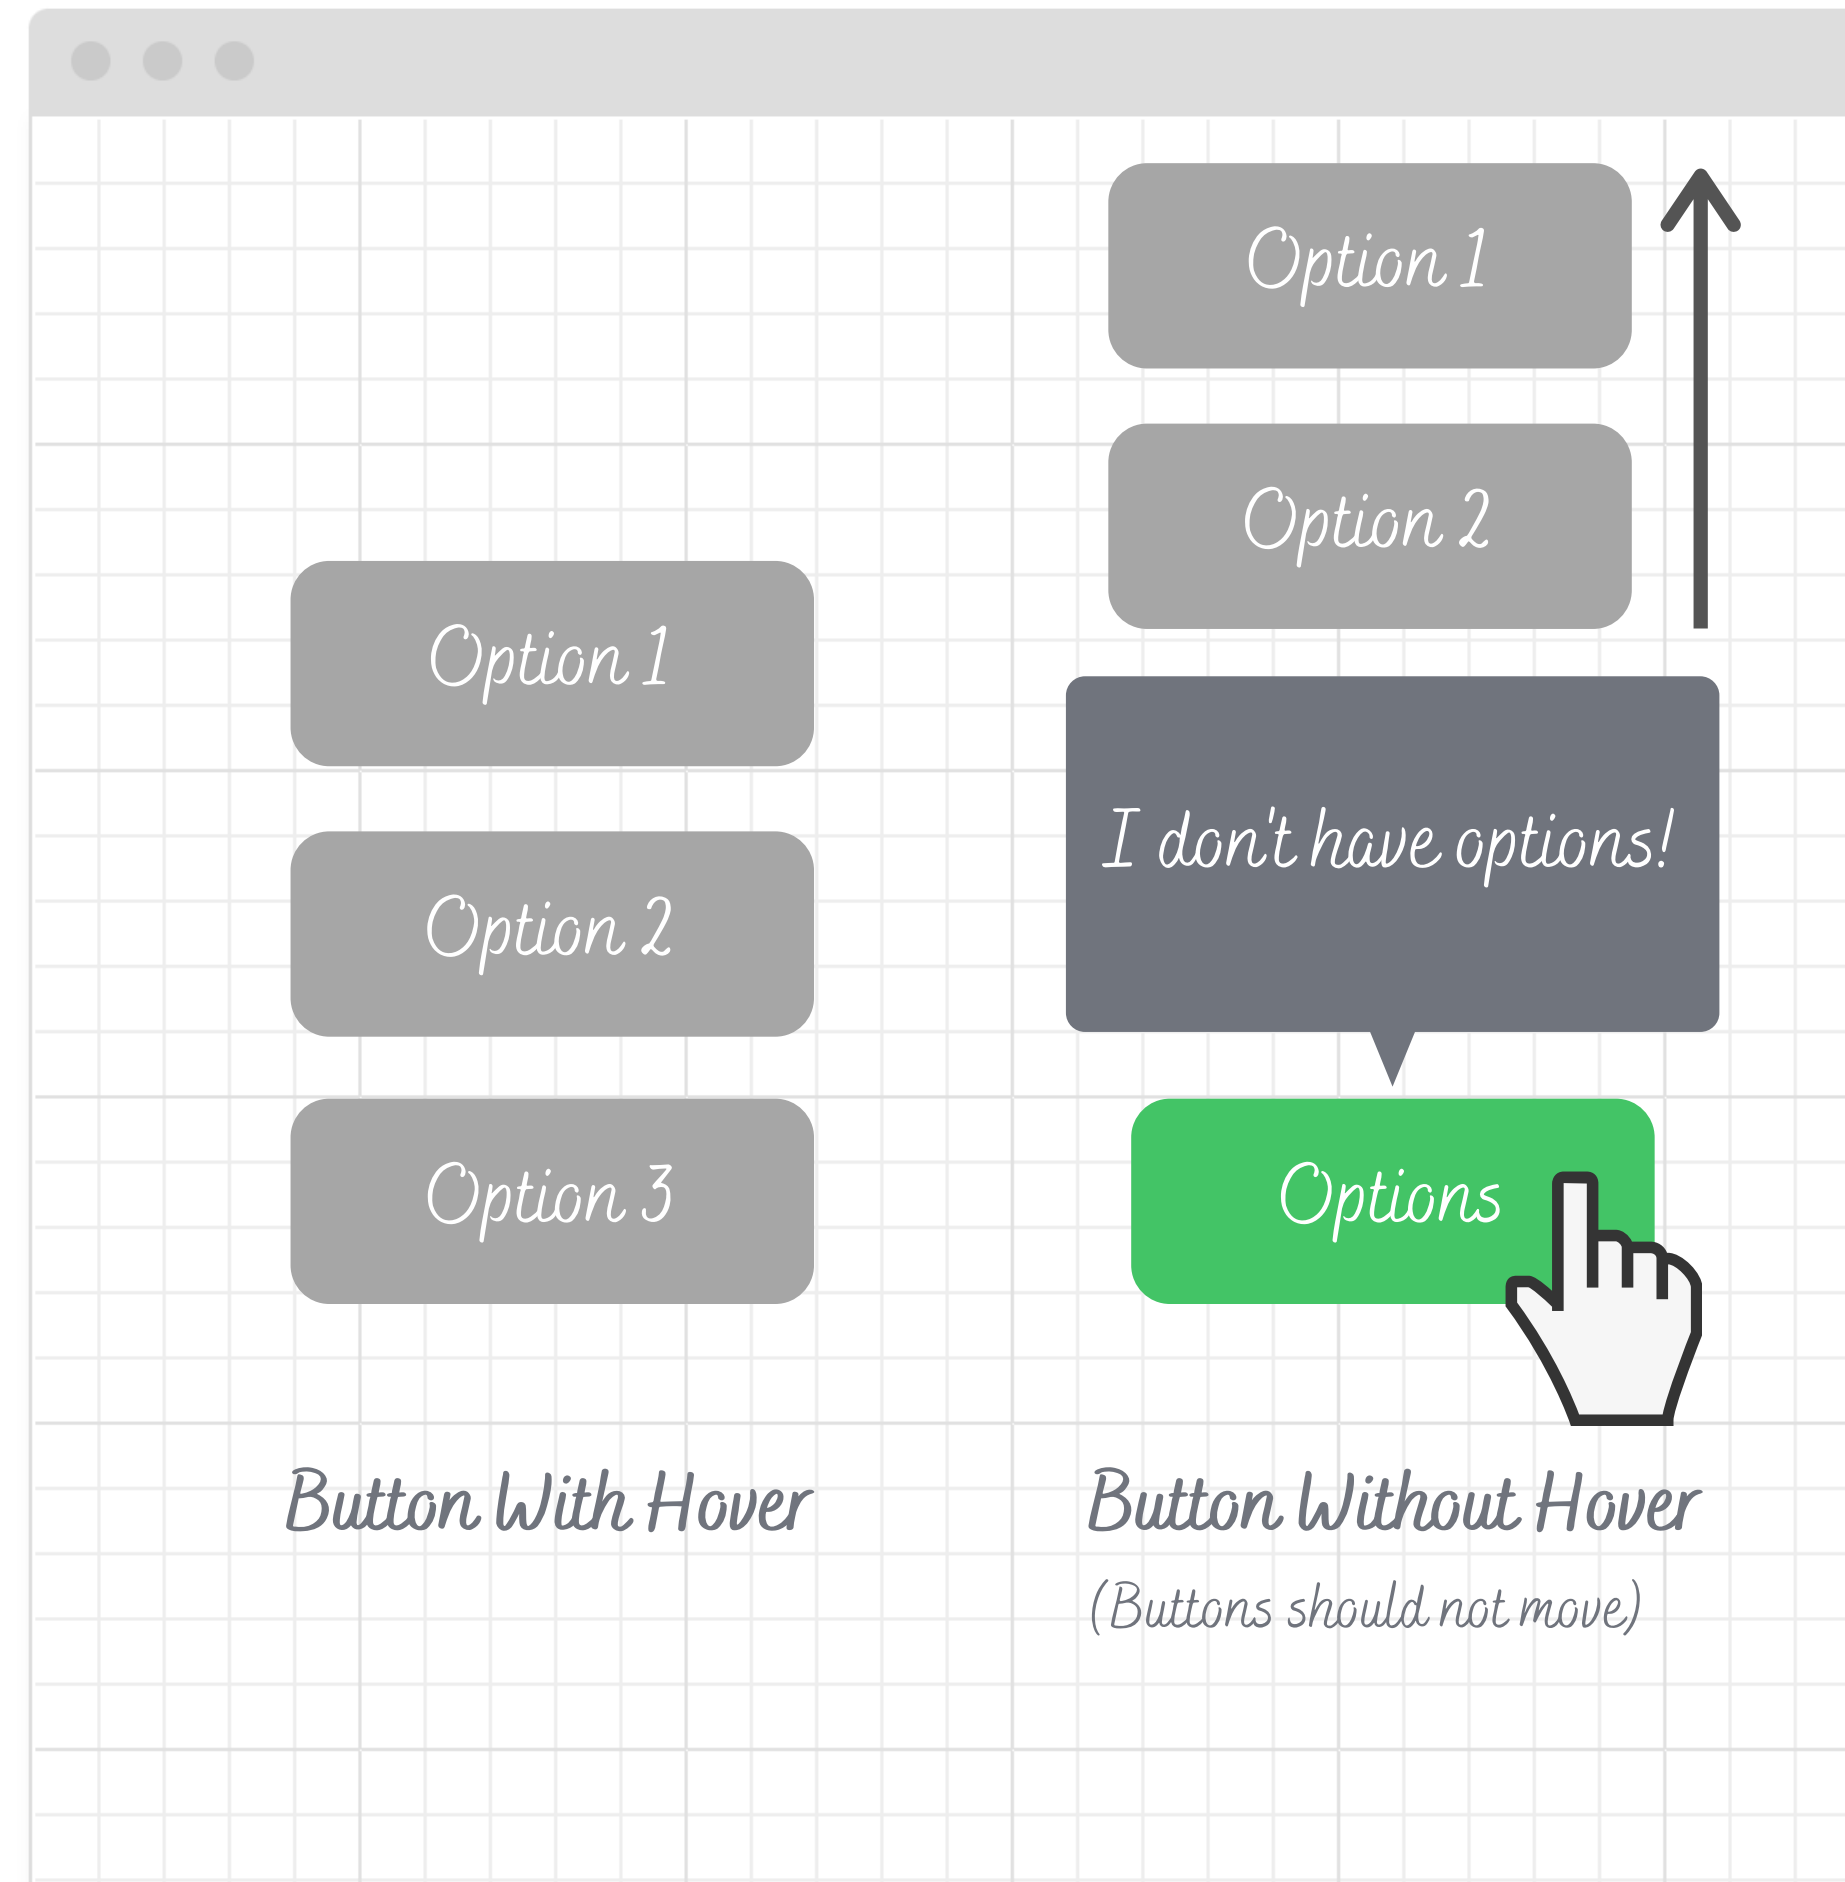 Option 1
Option 2
Option 3
Button With Hover
Option 1
Option 2
I don't have options!
Options
Button Without Hover
(Buttons should not move)